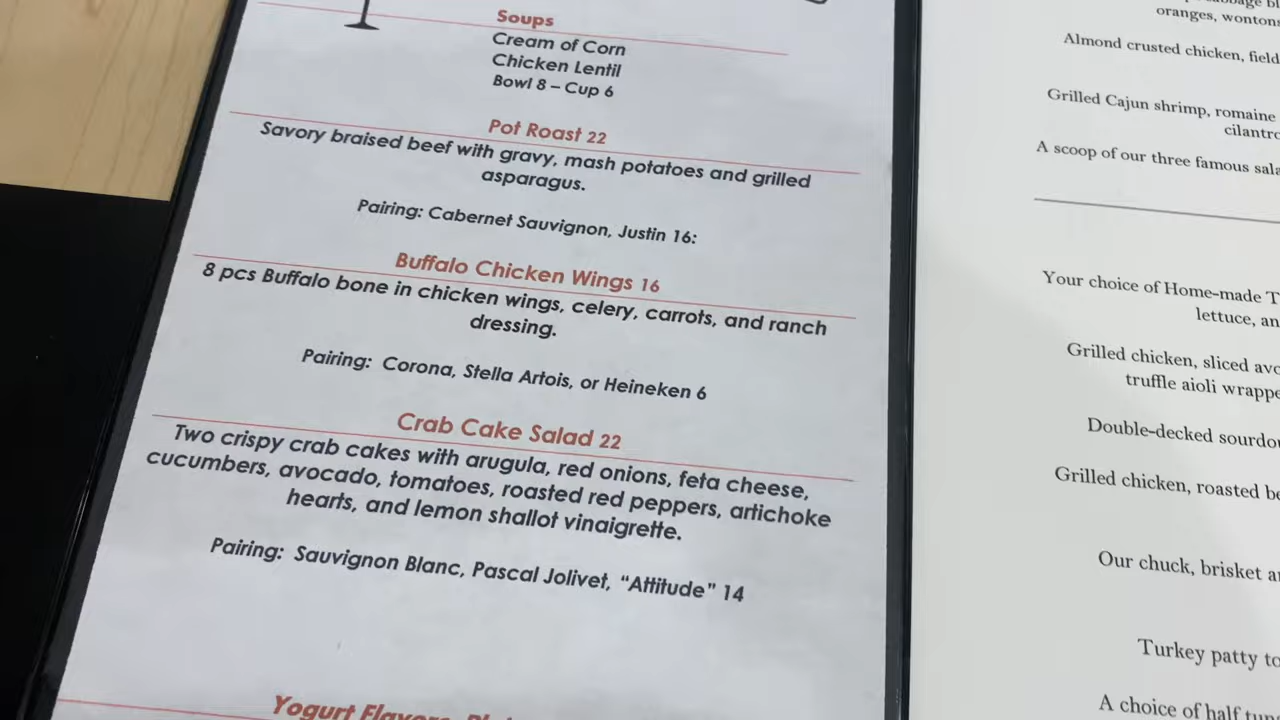 Soups
Cream of Corn
Chicken Lentil
Bowl 8 – Cup 6
Pot Roast 22
Savory braised beef with gravy, mash potatoes and grilled
asparagus.
Pairing: Cabernet Sauvignon, Justin 16:
Buffalo Chicken Wings 16
8 pcs Buffalo bone in chicken wings, celery, carrots, and ranch
dressing.
Pairing: Corona, Stella Artois, or Heineken 6
Crab Cake Salad 22
Two crispy crab cakes with arugula, red onions, feta cheese,
cucumbers, avocado, tomatoes, roasted red peppers, artichoke
hearts, and lemon shallot vinaigrette.
Pairing: Sauvignon Blanc, Pascal Jolivet, “Attitude” 14
Yogurt
oranges,
Almond crusted chicken, field
Grilled Cajun shrimp, romaine
A scoop of our three famous
Your choice of Home-made
lettuce,
Grilled chicken, sliced
truffle aioli
Double-decked
Grilled chicken, roasted
Our chuck, brisket
Turkey patty
A choice of half